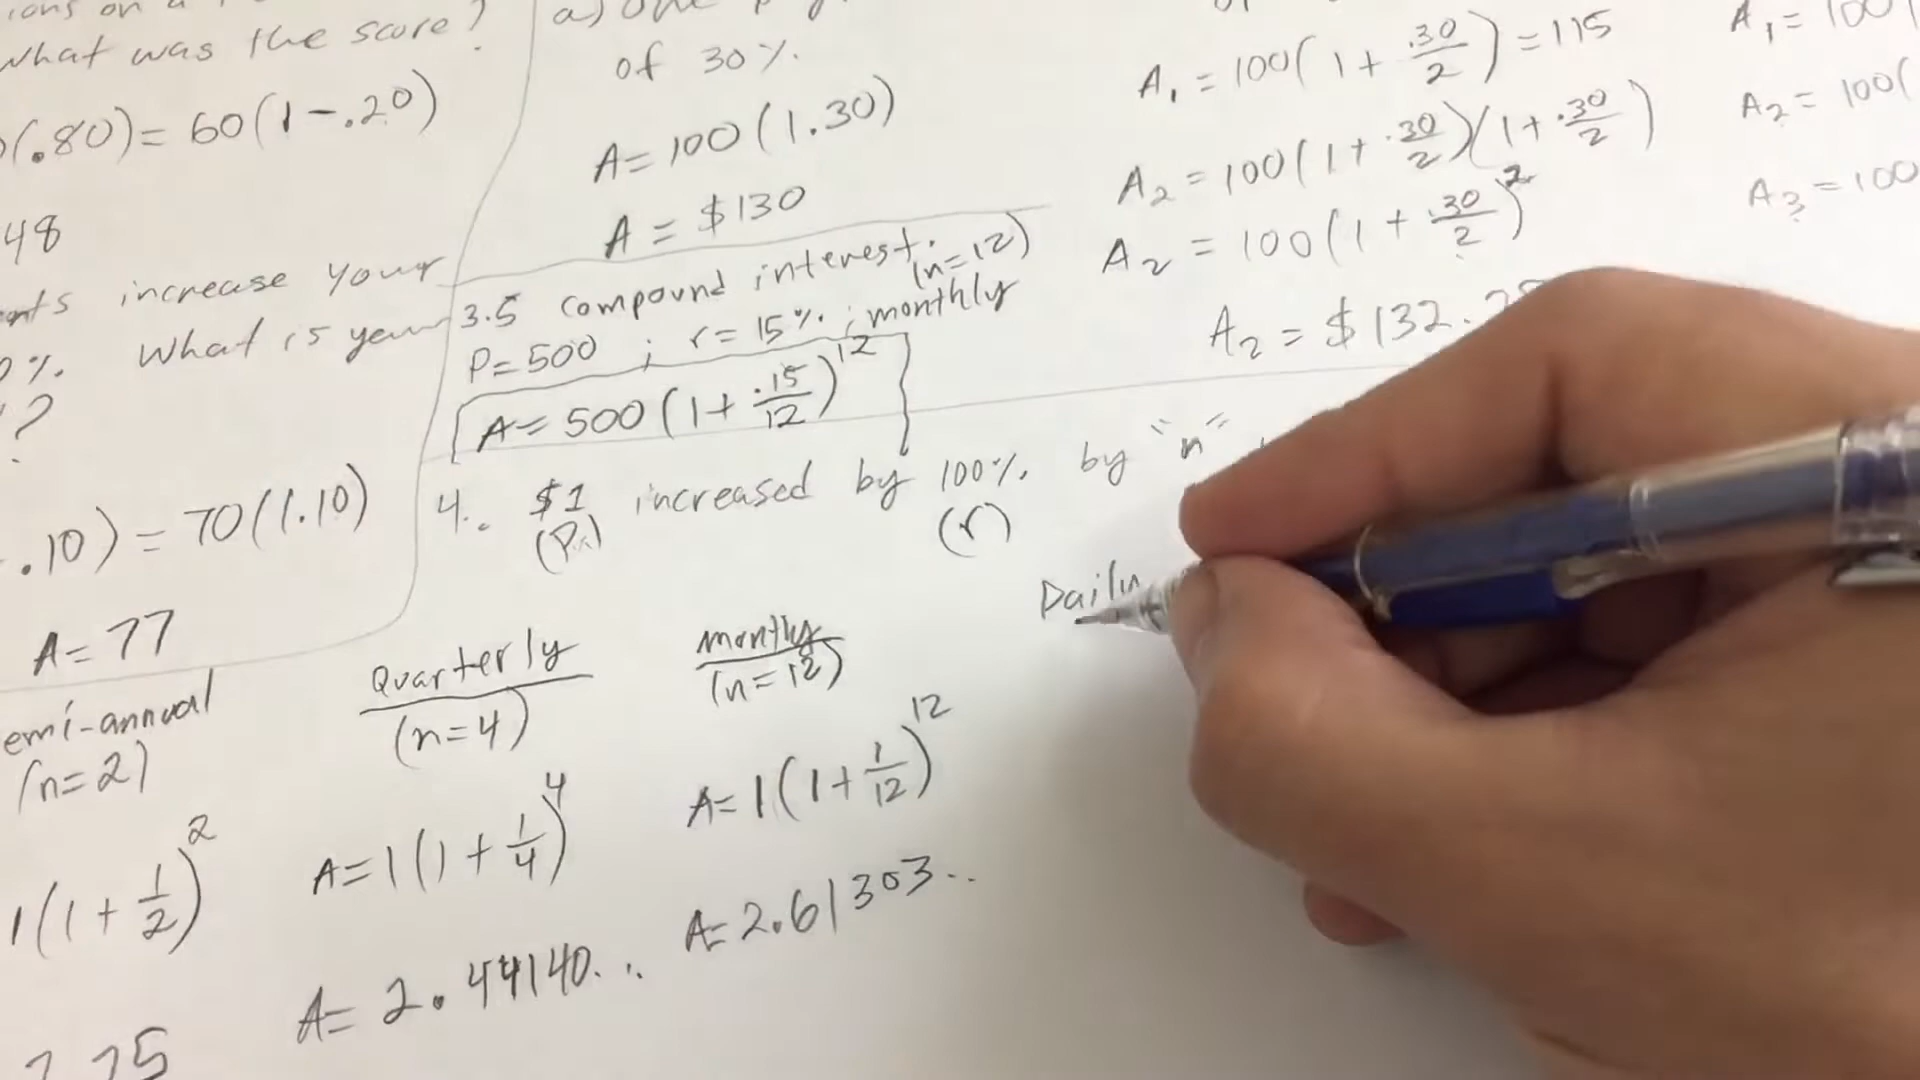 What was the score?
(.80) = 60(1-.20)
48
increase your
%. What is
?
.10) = 70(1.10)
A = 77
of 30%.
A = 100(1.30)
A = $130
3.5 compound interest.
(n=12)
P = 500 ; r = 15% ; monthly
A = 500(1 + .15/12)^12
A₁ = 100(1 + .30/2) = 115
A₂ = 100(1 + .30/2)(1 + .30/2)
A₂ = 100(1 + .30/2)^2
A₂ = $132.
A₁ = 100
A₂ = 100(
A₃ = 100
4. $1 increased by 100% by "n"
(P) (r)
emi-annual
(n=2)
1(1 + 1/2)^2
Quarterly
(n=4)
A = 1(1 + 1/4)^4
A = 2.44140...
monthly
(n=12)
A = 1(1 + 1/12)^12
A = 2.61303..
Daily